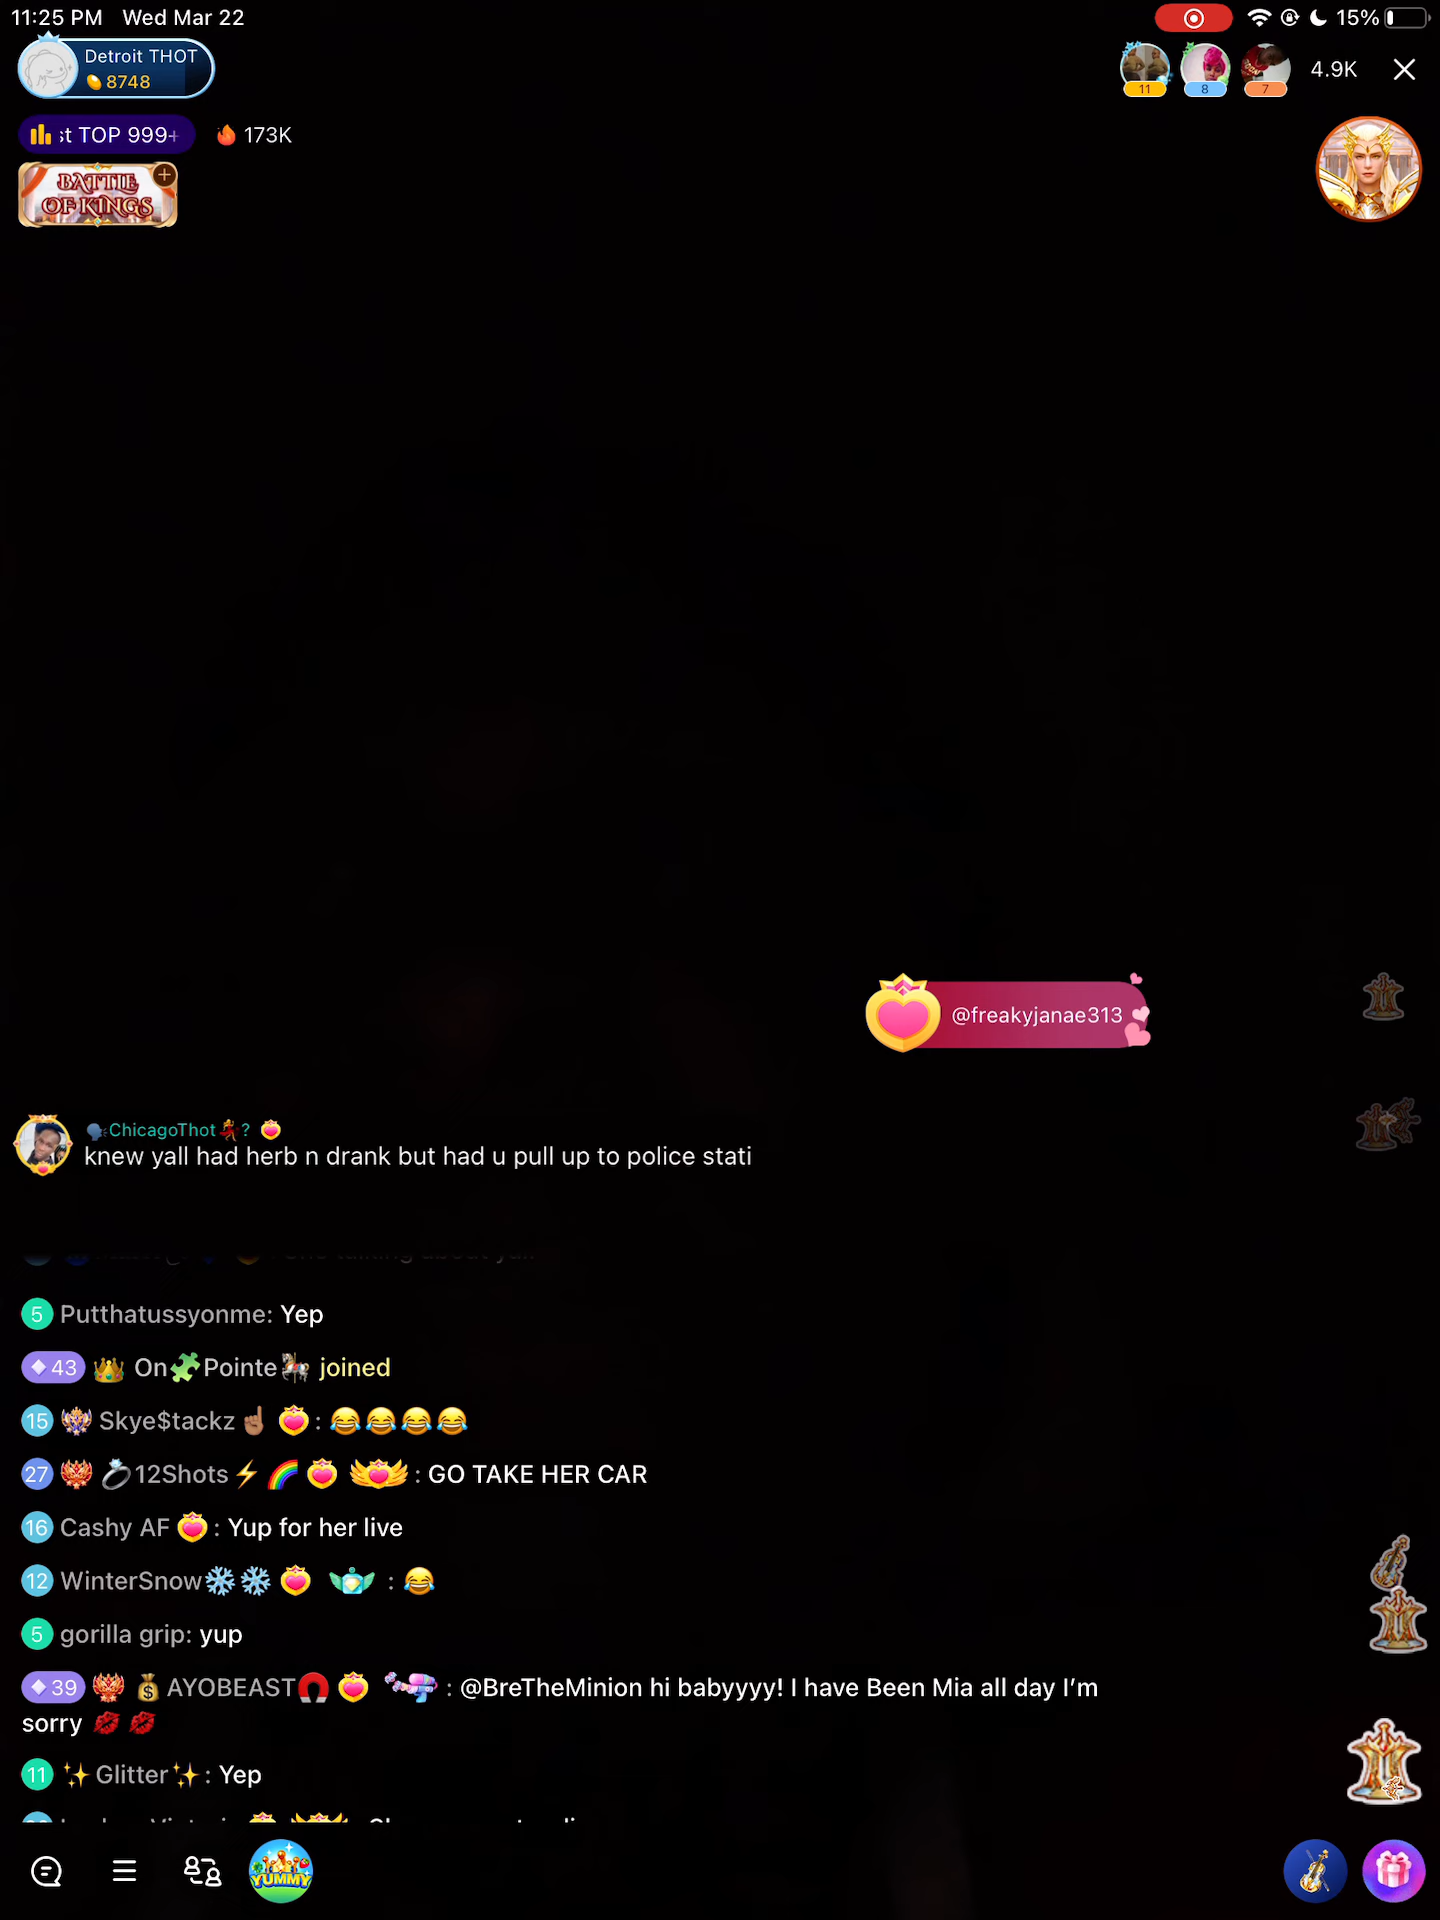 11:25 PM Wed Mar 22 15%
Detroit THOT
8748
11 8 7 4.9K
st TOP 999+ 173K
BATTLE
OF KINGS
@freakyjanae313
🗣ChicagoThot💃?
knew yall had herb n drank but had u pull up to police stati
5 Putthatussyonme: Yep
43 👑 On🧩Pointe🎠 joined
15 Skye$tackz☝🏽 : 😂😂😂😂
27 💍12Shots⚡🌈 : GO TAKE HER CAR
16 Cashy AF : Yup for her live
12 WinterSnow❄️❄️ : 😂
5 gorilla grip: yup
39 💰AYOBEAST🧲 : @BreTheMinion hi babyyyy! I have Been Mia all day I’m
sorry 💋💋
11 ✨Glitter✨: Yep
YUMMY